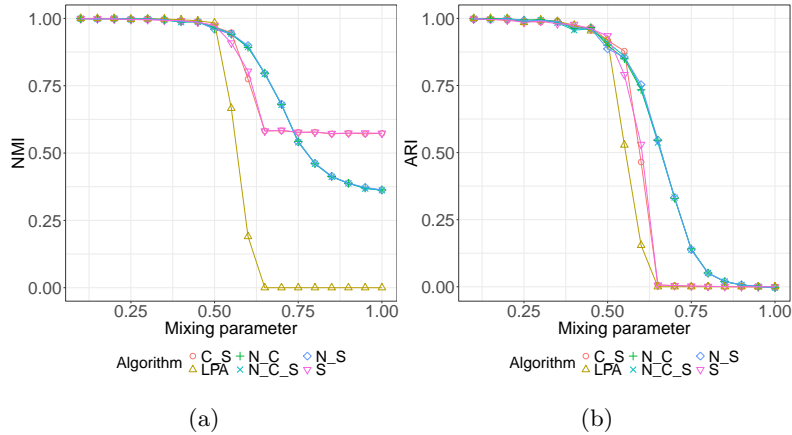 1.00
0.75
0.50
0.25
0.00
NMI
0.25 0.50 0.75 1.00
Mixing parameter
Algorithm C_S N_C N_S
LPA N_C_S S
(a)
1.00
0.75
0.50
0.25
0.00
ARI
0.25 0.50 0.75 1.00
Mixing parameter
Algorithm C_S N_C N_S
LPA N_C_S S
(b)